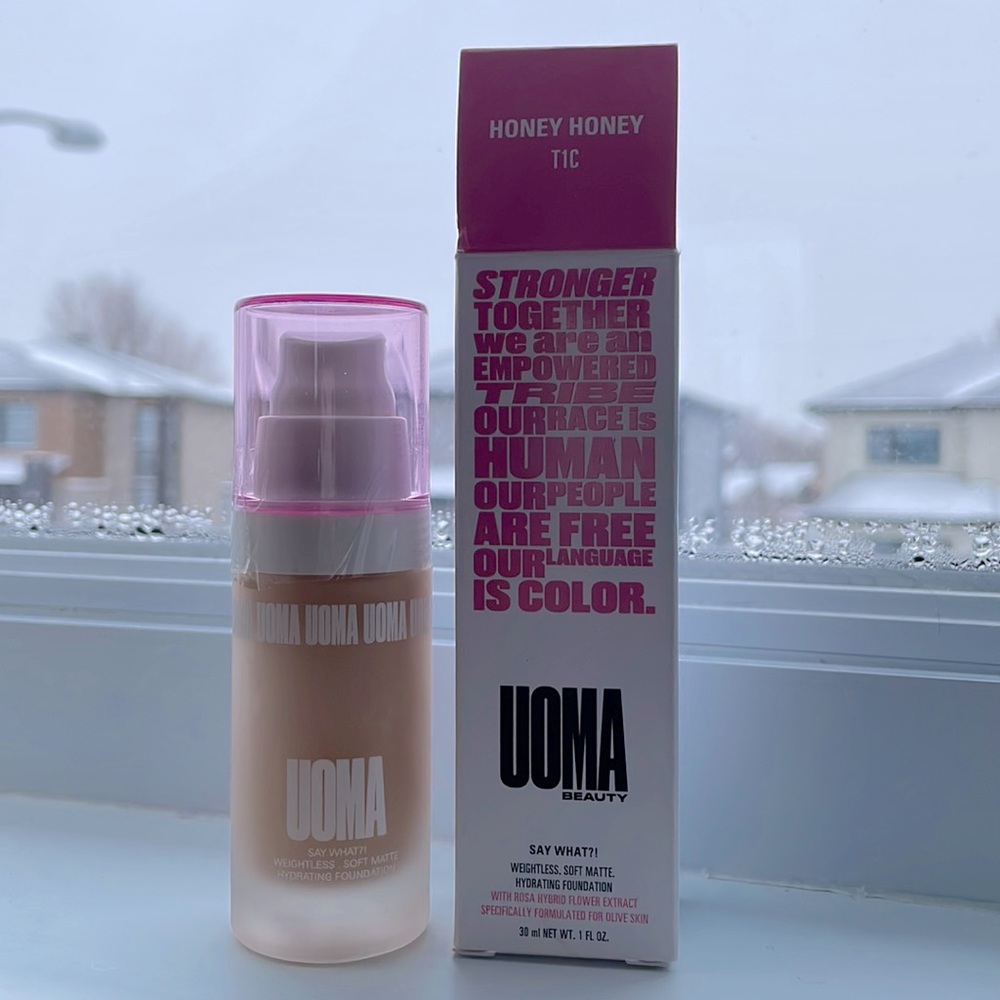 HONEY HONEY
T1C
STRONGER
TOGETHER
we are an
EMPOWERED
TRIBE
OUR RACE is
HUMAN
OUR PEOPLE
ARE FREE
OUR LANGUAGE
IS COLOR.
UOMA
BEAUTY
SAY WHAT?!
WEIGHTLESS. SOFT MATTE.
HYDRATING FOUNDATION
WITH ROSA HYBRID FLOWER EXTRACT
SPECIFICALLY FORMULATED FOR OLIVE SKIN
30 ml NET WT. 1 FL OZ.
UOMA UOMA UOMA
UOMA
SAY WHAT?!
WEIGHTLESS. SOFT MATTE
HYDRATING FOUNDATION